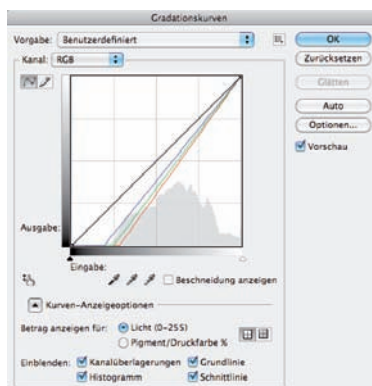 Gradationskurven
Vorgabe: Benutzerdefiniert
OK
Kanal: RGB
Zurücksetzen
Glätten
Auto
Optionen...
Vorschau
Ausgabe:
Eingabe:
Beschneidung anzeigen
Kurven-Anzeigeoptionen
Betrag anzeigen für: Licht (0-255)
Pigment/Druckfarbe %
Einblenden: Kanalüberlagerungen Grundlinie
Histogramm Schnittlinie